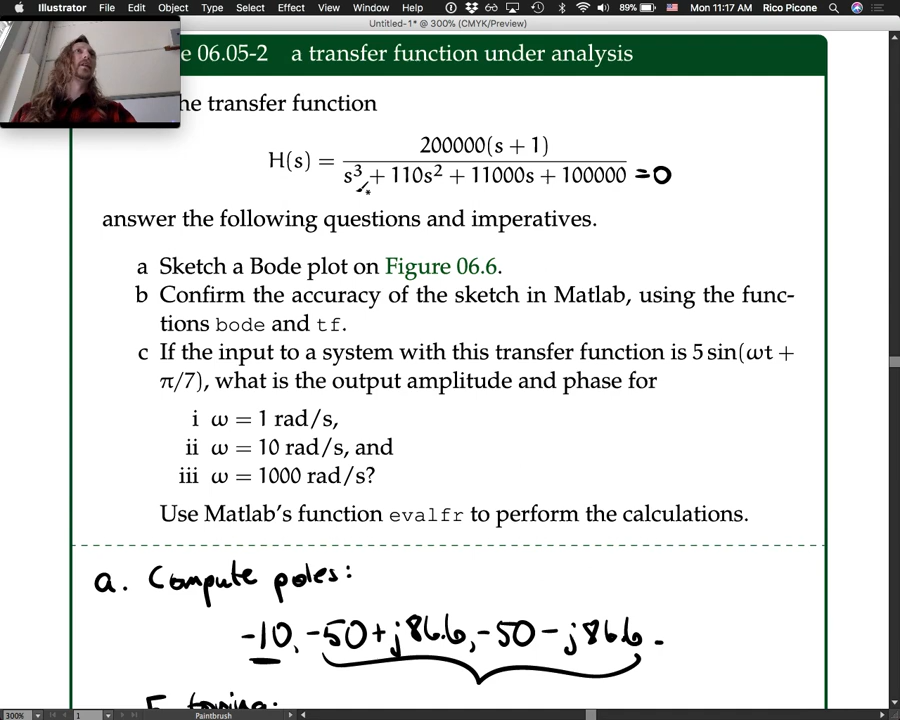 Illustrator File Edit Object Type Select Effect View Window Help 89% Mon 11:17 AM Rico Picone
Untitled-1* @ 300% (CMYK/Preview)
e 06.05-2 a transfer function under analysis
he transfer function
H(s) = 200000(s + 1) / s³ + 110s² + 11000s + 100000 =0
answer the following questions and imperatives.
a Sketch a Bode plot on Figure 06.6.
b Confirm the accuracy of the sketch in Matlab, using the func-
tions bode and tf.
c If the input to a system with this transfer function is 5 sin(ωt +
π/7), what is the output amplitude and phase for
i ω = 1 rad/s,
ii ω = 10 rad/s, and
iii ω = 1000 rad/s?
Use Matlab's function evalfr to perform the calculations.
a. Compute poles:
-10, -50+j86.6, -50-j86.6.
300% 1 Paintbrush